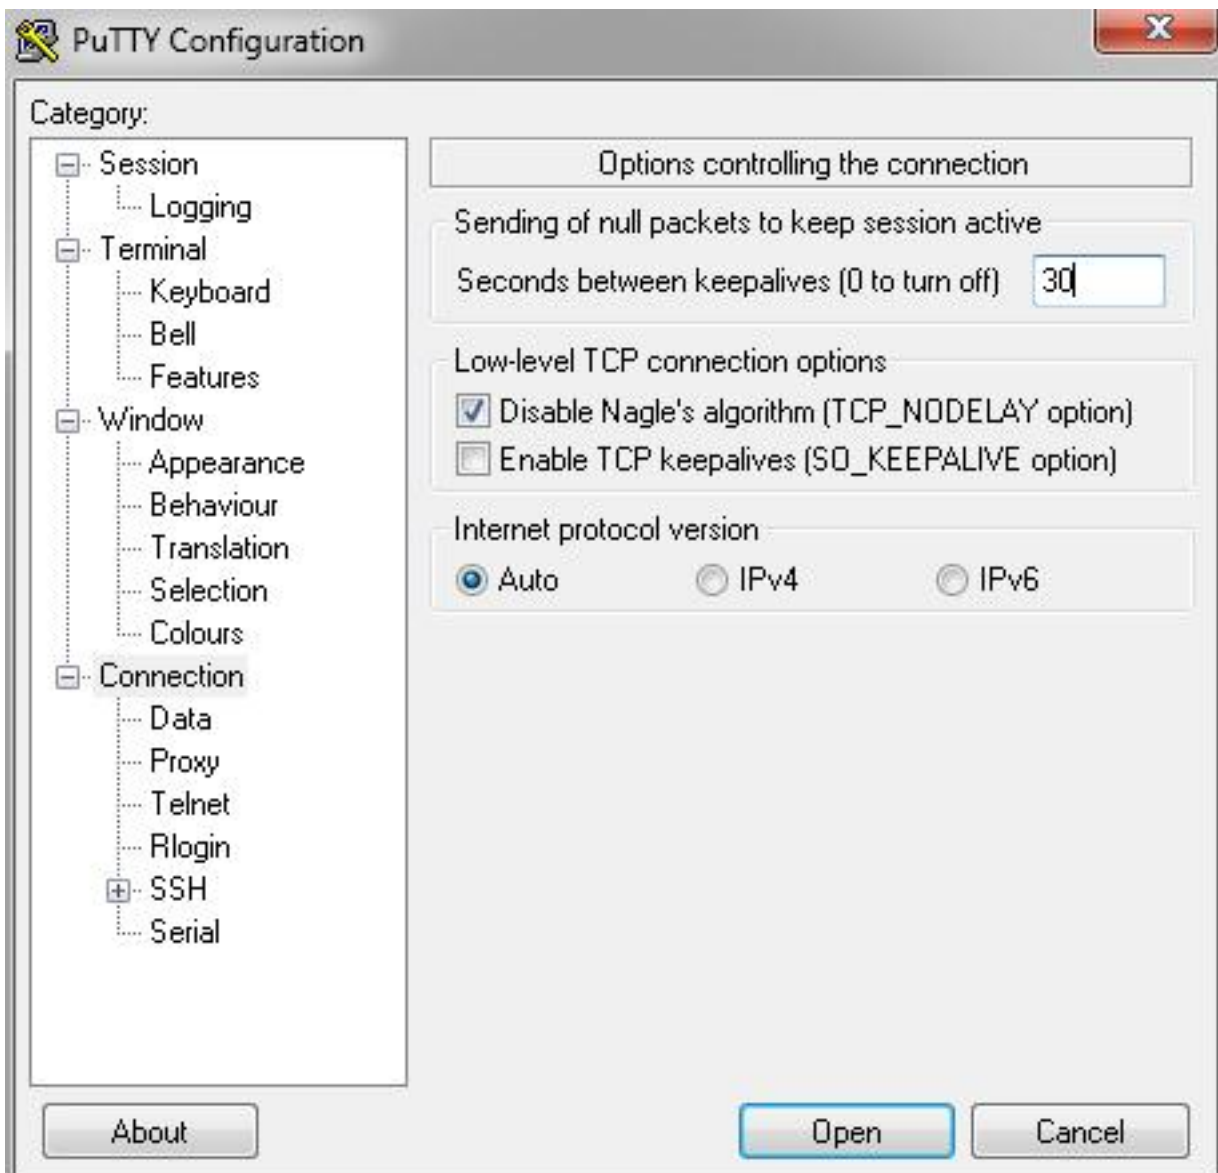 PuTTY Configuration
Category:
Session
Logging
Terminal
Keyboard
Bell
Features
Window
Appearance
Behaviour
Translation
Selection
Colours
Connection
Data
Proxy
Telnet
Rlogin
SSH
Serial
Options controlling the connection
Sending of null packets to keep session active
Seconds between keepalives (0 to turn off) 30
Low-level TCP connection options
Disable Nagle's algorithm (TCP_NODELAY option)
Enable TCP keepalives (SO_KEEPALIVE option)
Internet protocol version
Auto IPv4 IPv6
About Open Cancel